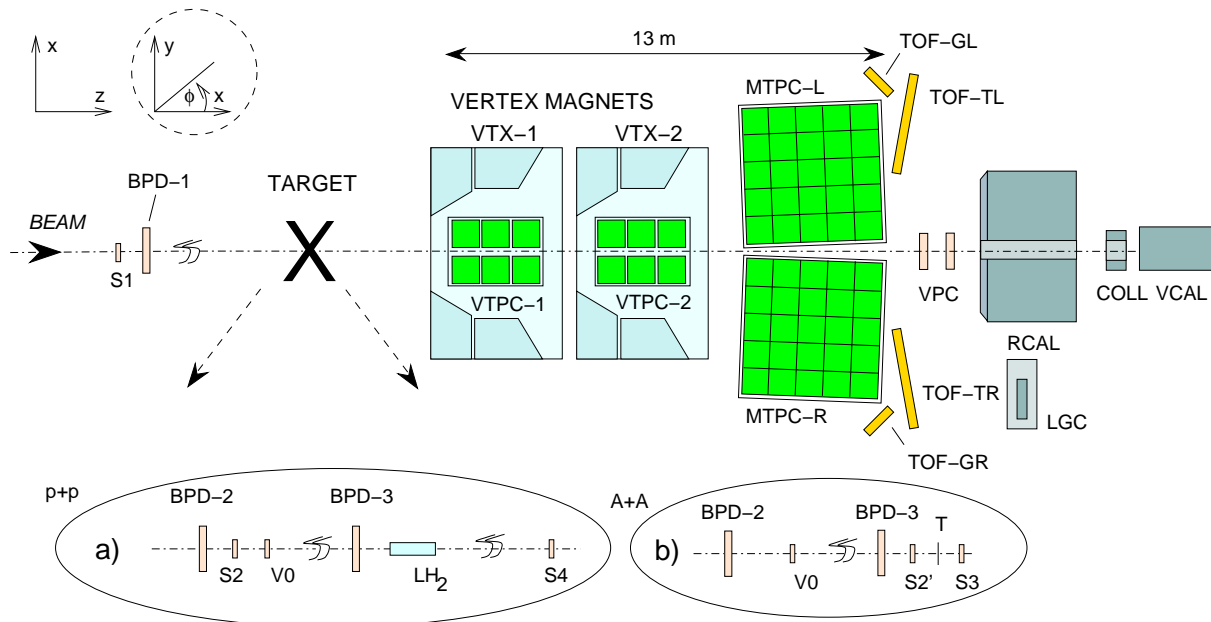 13 m
TOF-GL
x
y
MTPC-L
TOF-TL
z
ϕ
x
VERTEX MAGNETS
VTX-1
VTX-2
BPD-1
TARGET
BEAM
X
S1
VPC
COLL
VCAL
VTPC-1
VTPC-2
RCAL
TOF-TR
MTPC-R
LGC
TOF-GR
p+p
BPD-2
BPD-3
a)
S2
V0
LH2
S4
A+A
BPD-2
BPD-3
T
b)
V0
S2'
S3